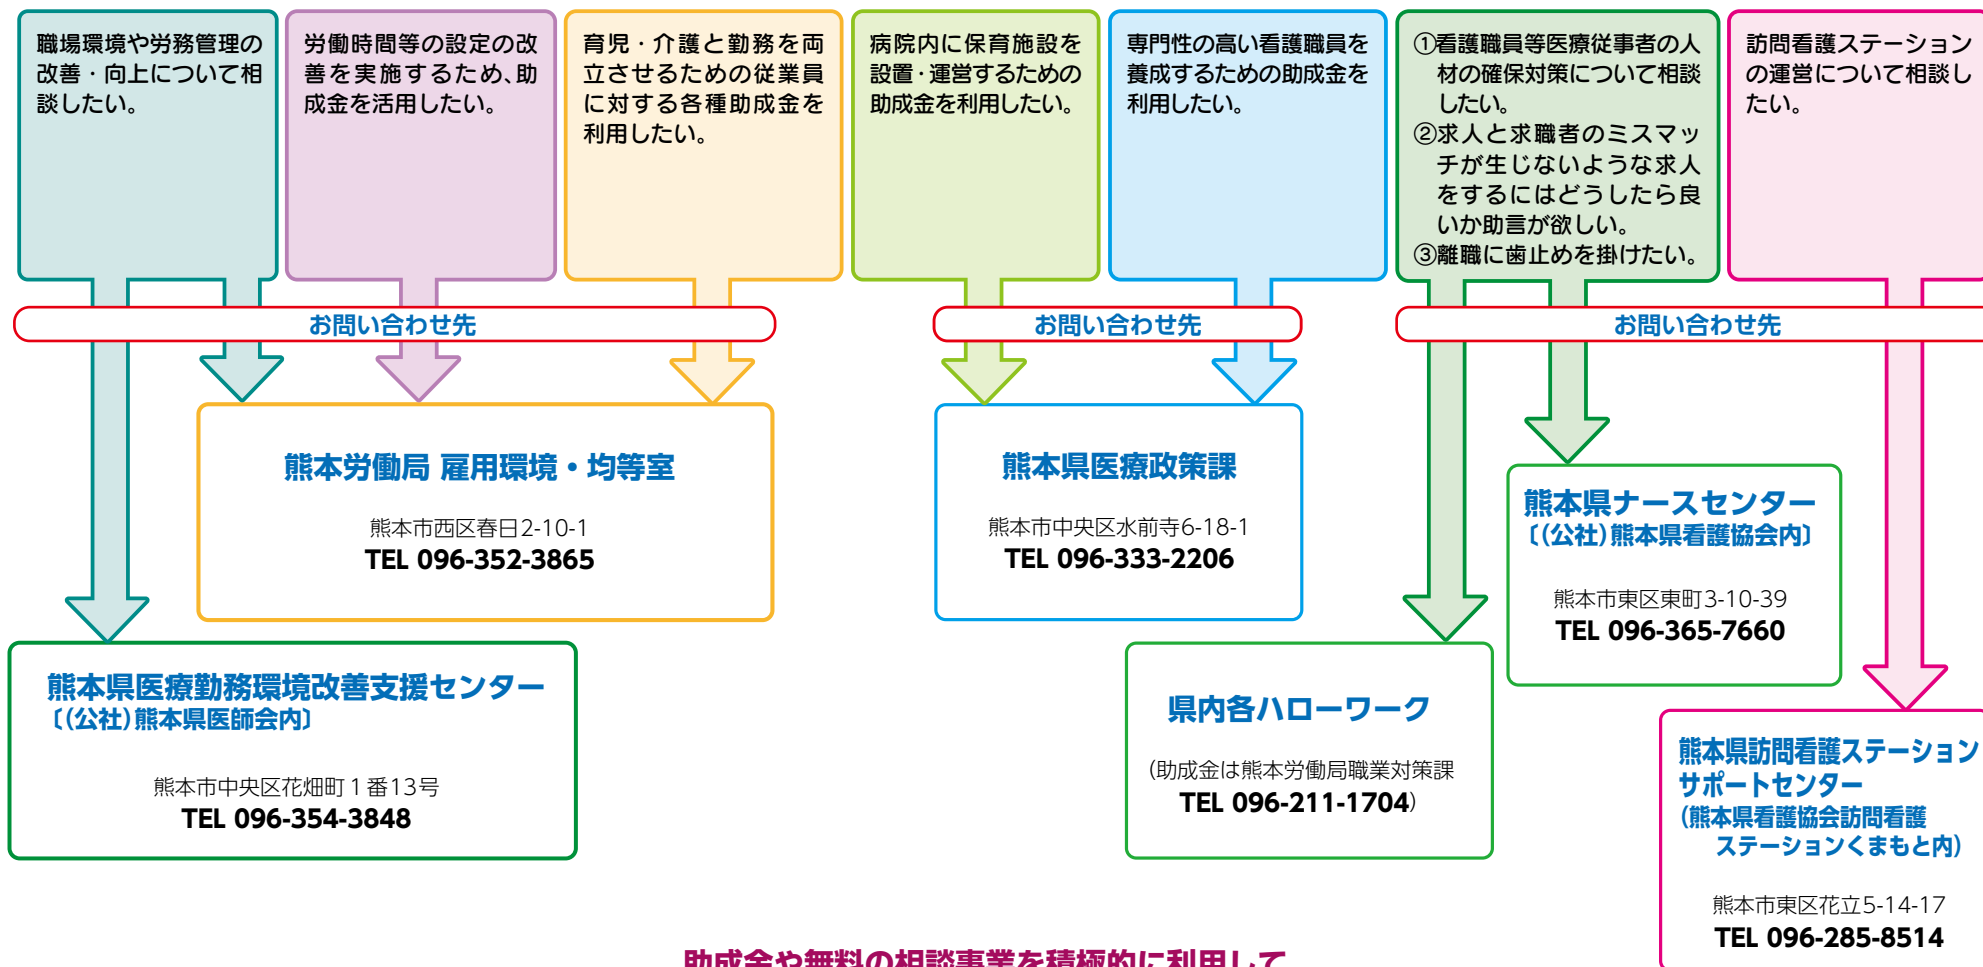 職場環境や労務管理の
改善・向上について相
談したい。
労働時間等の設定の改
善を実施するため、助
成金を活用したい。
育児・介護と勤務を両
立させるための従業員
に対する各種助成金を
利用したい。
病院内に保育施設を
設置・運営するための
助成金を利用したい。
専門性の高い看護職員を
養成するための助成金を
利用したい。
①看護職員等医療従事者の人
材の確保対策について相談
したい。
②求人と求職者のミスマッ
チが生じないような求人
をするにはどうしたら良
いか助言が欲しい。
③離職に歯止めを掛けたい。
訪問看護ステーション
の運営について相談し
たい。
お問い合わせ先
お問い合わせ先
お問い合わせ先
熊本労働局 雇用環境・均等室
熊本市西区春日2-10-1
TEL 096-352-3865
熊本県医療政策課
熊本市中央区水前寺6-18-1
TEL 096-333-2206
熊本県ナースセンター
〔(公社)熊本県看護協会内〕
熊本市東区東町3-10-39
TEL 096-365-7660
熊本県医療勤務環境改善支援センター
〔(公社)熊本県医師会内〕
熊本市中央区花畑町1番13号
TEL 096-354-3848
県内各ハローワーク
(助成金は熊本労働局職業対策課
TEL 096-211-1704)
熊本県訪問看護ステーション
サポートセンター
(熊本県看護協会訪問看護
ステーションくまもと内)
熊本市東区花立5-14-17
TEL 096-285-8514
助成金や無料の相談事業を積極的に利用して